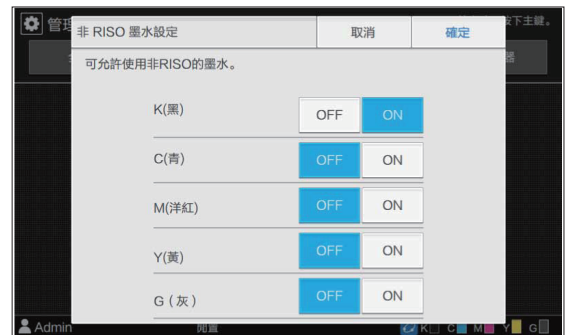 管理
按下主鍵。
非 RISO 墨水設定
取消
確定
器
可允許使用非RISO的墨水。
K(黑) OFF ON
C(青) OFF ON
M(洋紅) OFF ON
Y(黃) OFF ON
G ( 灰 ) OFF ON
Admin 閒置 K C M Y G